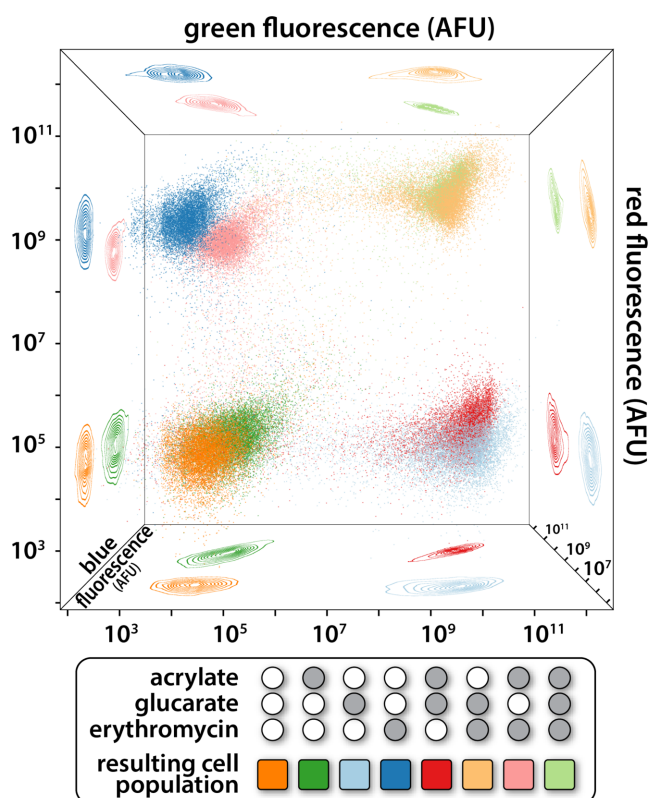 green fluorescence (AFU)
10¹¹
10⁹
10⁷
10⁵
10³
red fluorescence (AFU)
blue
fluorescence
(AFU)
10¹¹
10⁹
10⁷
10³ 10⁵ 10⁷ 10⁹ 10¹¹
acrylate
glucarate
erythromycin
resulting cell
population